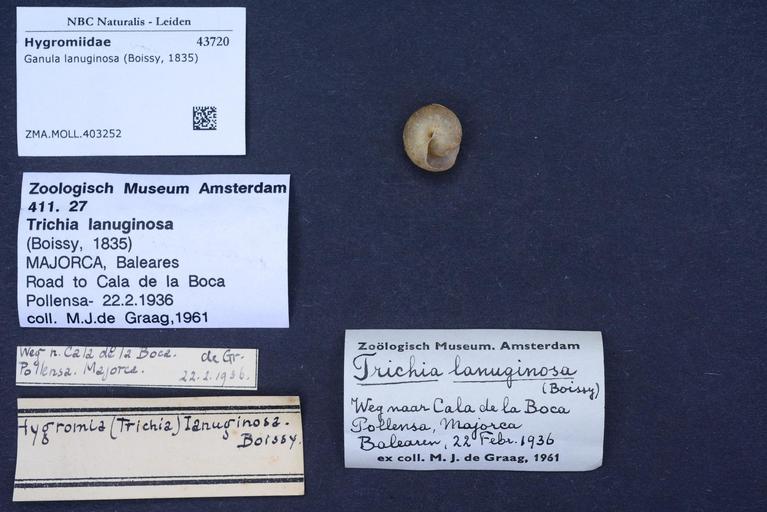 NBC Naturalis - Leiden
Hygromiidae 43720
Ganula lanuginosa (Boissy, 1835)
ZMA.MOLL.403252
Zoologisch Museum Amsterdam
411. 27
Trichia lanuginosa
(Boissy, 1835)
MAJORCA, Baleares
Road to Cala de la Boca
Pollensa- 22.2.1936
coll. M.J.de Graag,1961
Weg n. Cala de la Boca. de Gr.
Pollensa. Majorca. 22.2.1936.
Hygromia (Trichia) lanuginosa.
Boissy.
Zoölogisch Museum. Amsterdam
Trichia lanuginosa
(Boissy)
Weg naar Cala de la Boca
Pollensa, Majorca
Balearen, 22 Febr. 1936
ex coll. M. J. de Graag, 1961